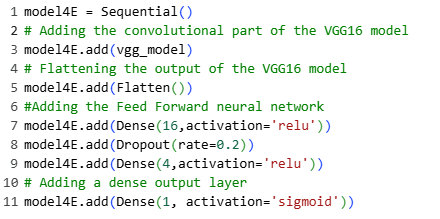 1 model4E = Sequential()
2 # Adding the convolutional part of the VGG16 model
3 model4E.add(vgg_model)
4 # Flattening the output of the VGG16 model
5 model4E.add(Flatten())
6 #Adding the Feed Forward neural network
7 model4E.add(Dense(16,activation='relu'))
8 model4E.add(Dropout(rate=0.2))
9 model4E.add(Dense(4,activation='relu'))
10 # Adding a dense output layer
11 model4E.add(Dense(1, activation='sigmoid'))